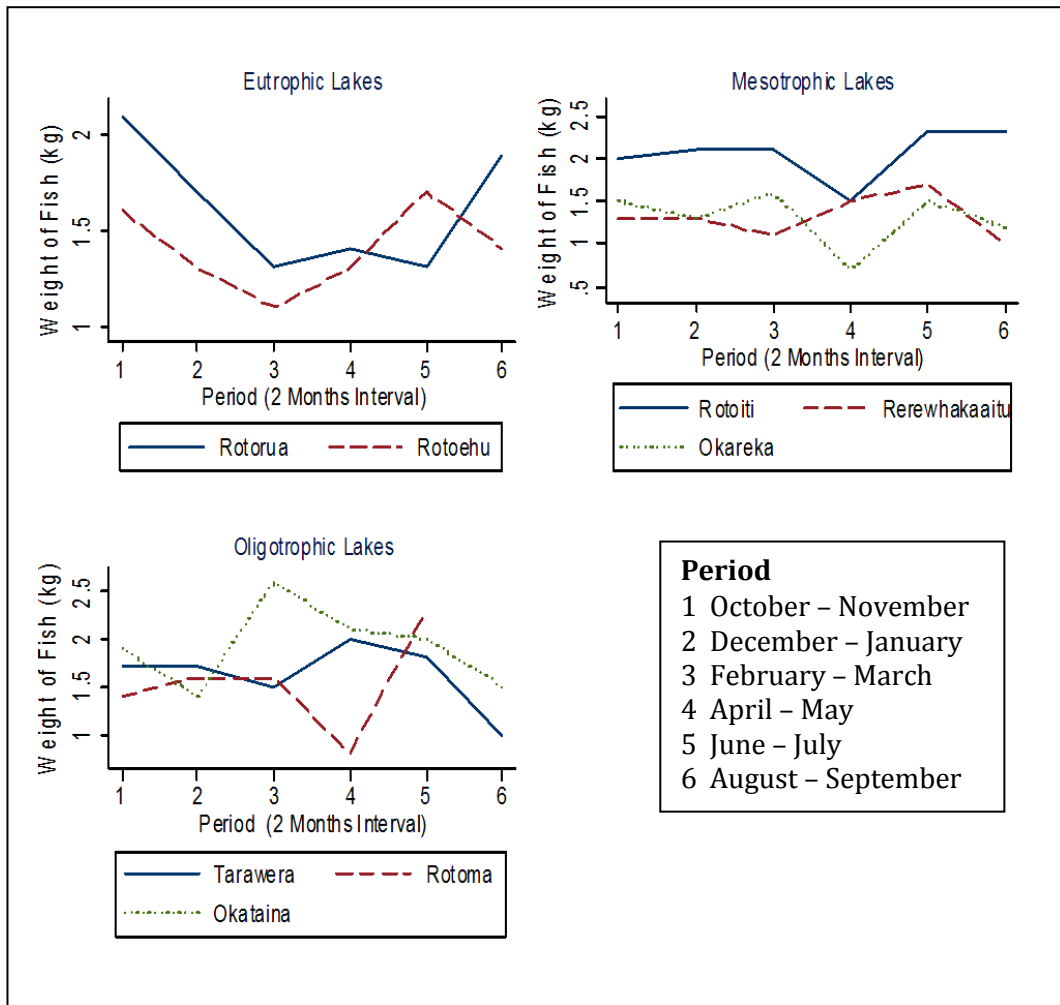 Eutrophic Lakes
Weight of Fish (kg)
2
1.5
1
1 2 3 4 5 6
Period (2 Months Interval)
Rotorua Rotoehu
Mesotrophic Lakes
Weight of Fish (kg)
2.5
2
1.5
1
.5
1 2 3 4 5 6
Period (2 Months Interval)
Rotoiti Rerewhakaaitu
Okareka
Oligotrophic Lakes
Weight of Fish (kg)
2.5
2
1.5
1
1 2 3 4 5 6
Period (2 Months Interval)
Tarawera Rotoma
Okataina
Period
1 October – November
2 December – January
3 February – March
4 April – May
5 June – July
6 August – September